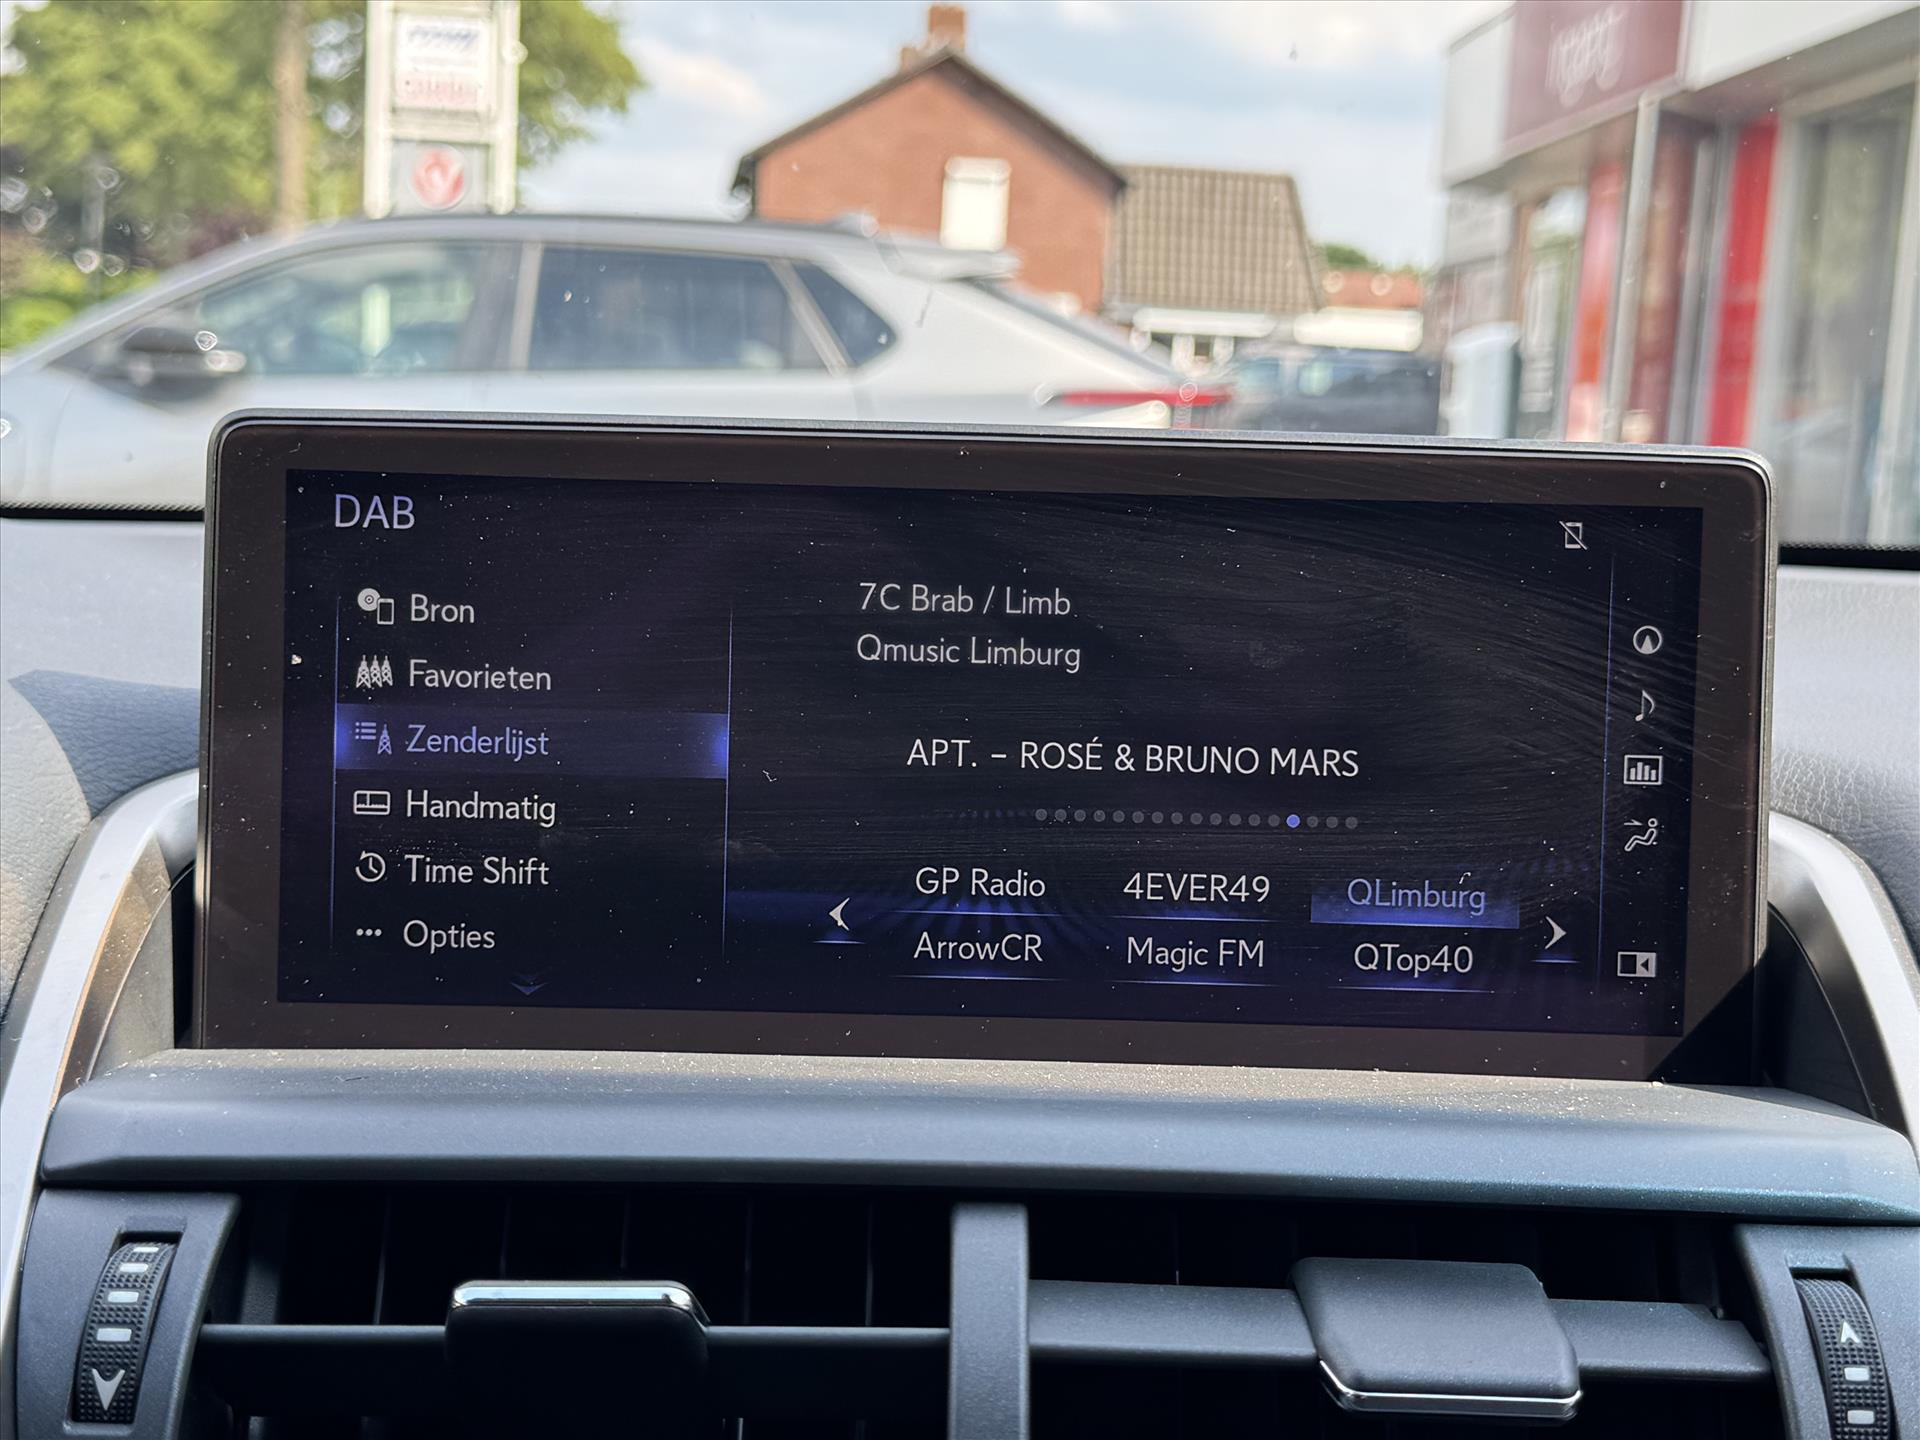 DAB
Bron
Favorieten
Zenderlijst
Handmatig
Time Shift
Opties
7C Brab / Limb
Qmusic Limburg
APT. – ROSÉ & BRUNO MARS
GP Radio
4EVER49
QLimburg
ArrowCR
Magic FM
QTop40